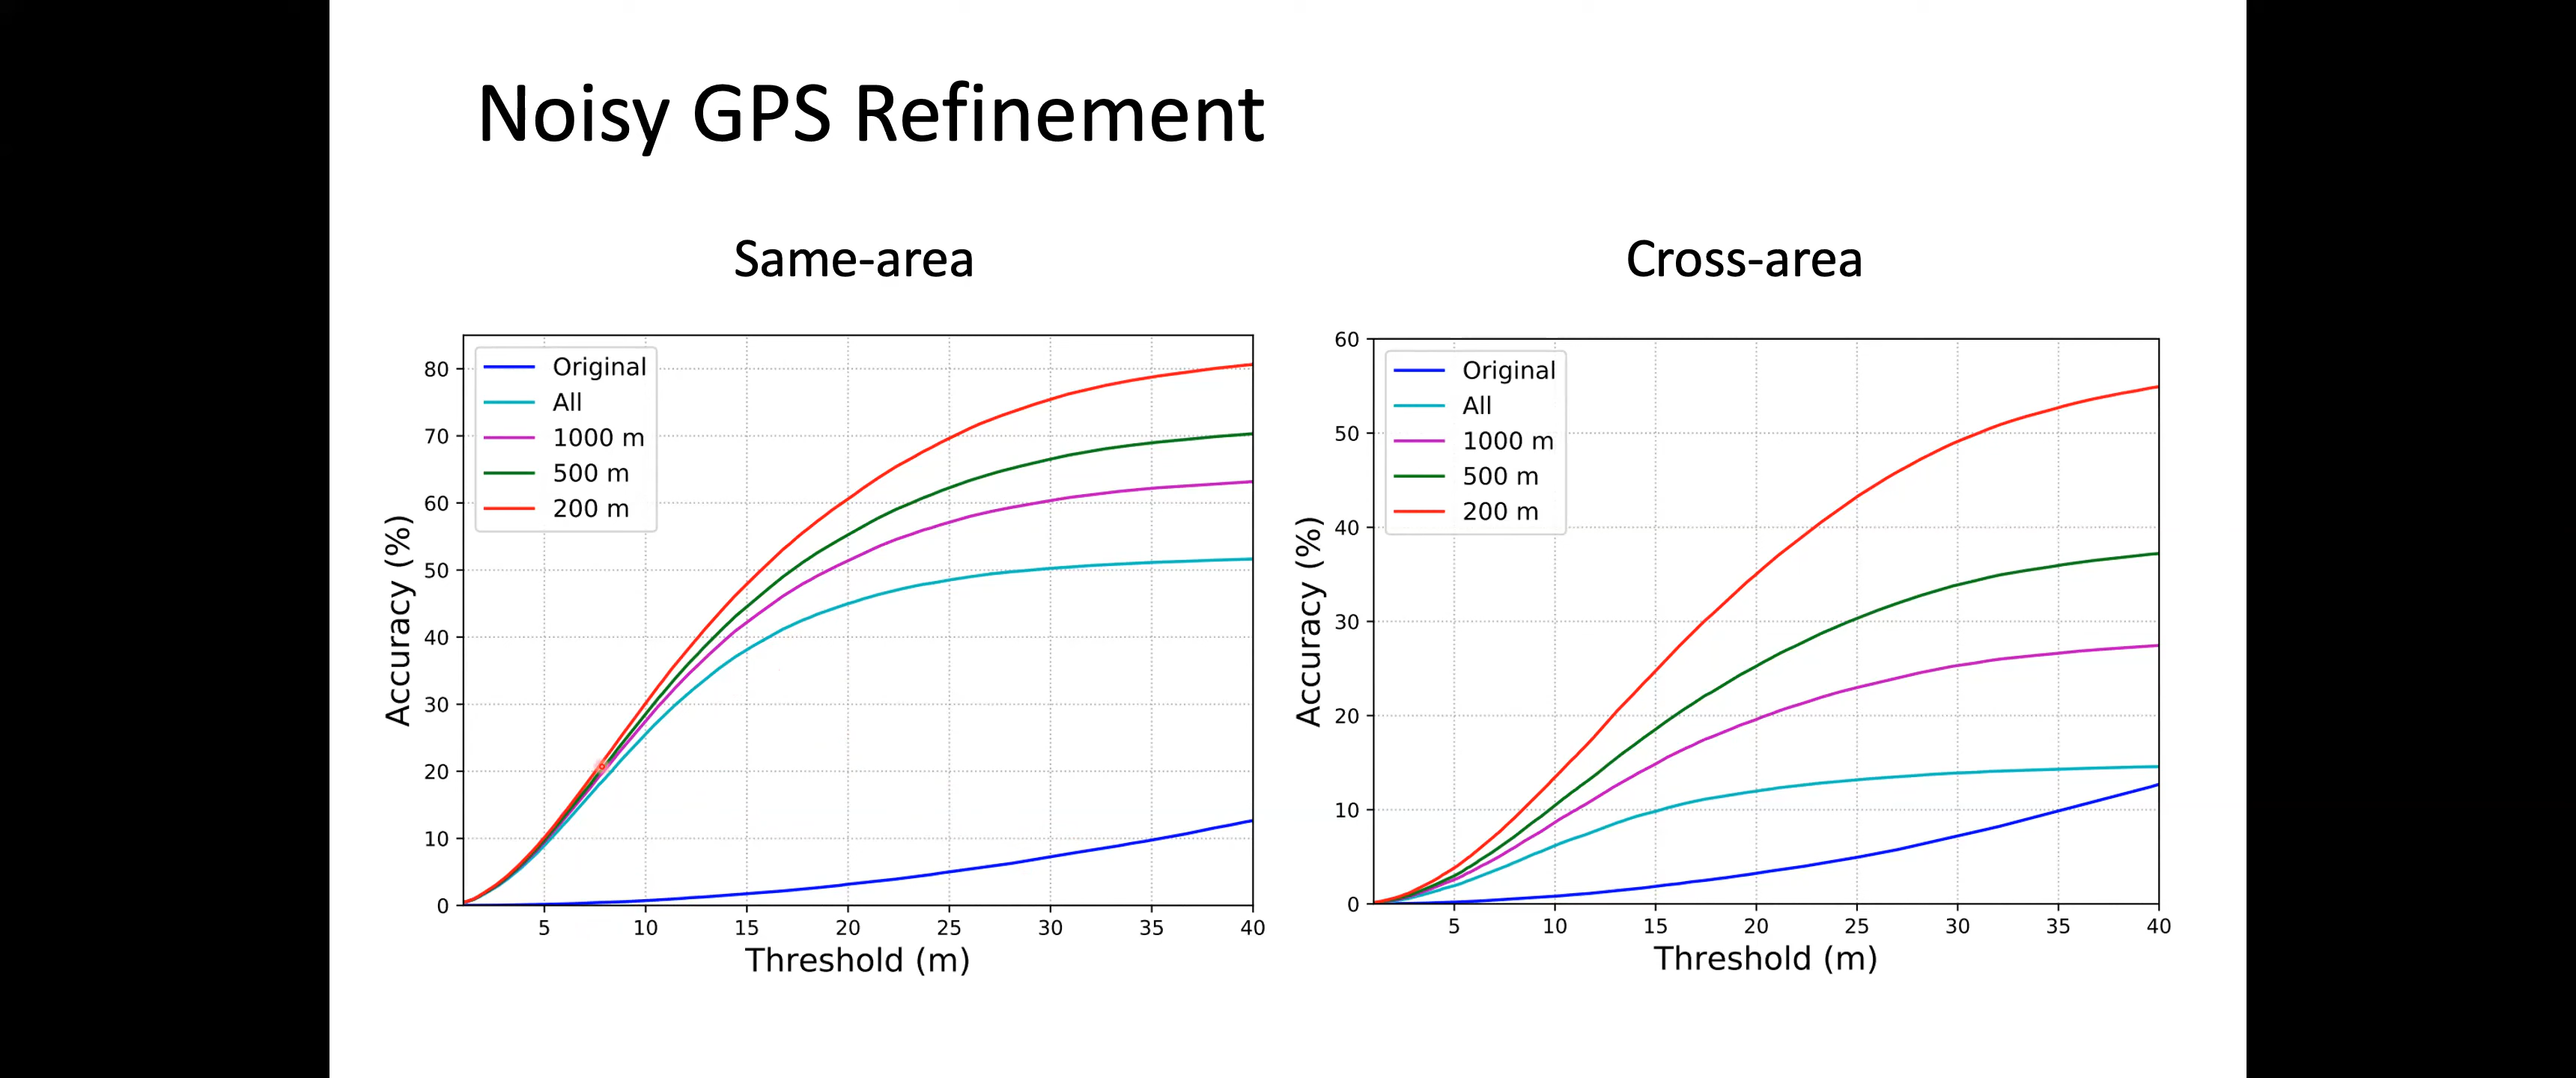 Noisy GPS Refinement
Same-area
Original
All
1000 m
500 m
200 m
Accuracy (%)
80
70
60
50
40
30
20
10
0
5 10 15 20 25 30 35 40
Threshold (m)
Cross-area
Original
All
1000 m
500 m
200 m
Accuracy (%)
60
50
40
30
20
10
0
5 10 15 20 25 30 35 40
Threshold (m)